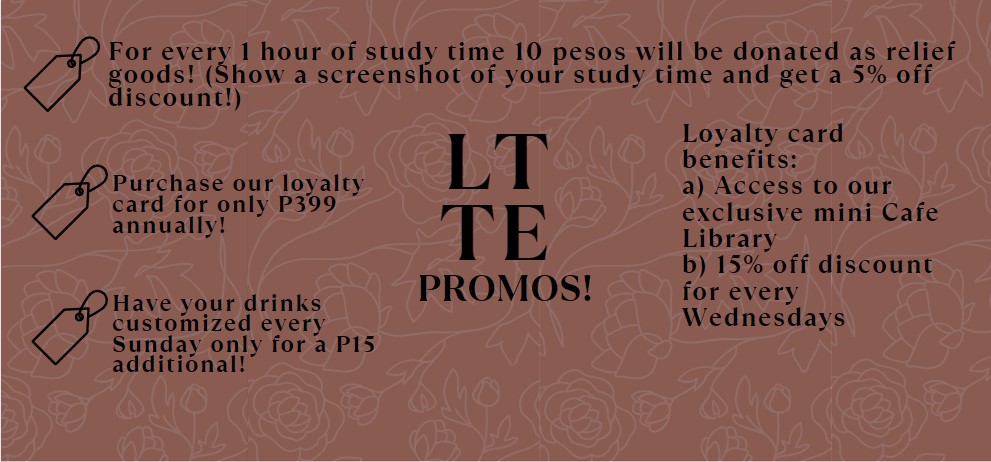 For every 1 hour of study time 10 pesos will be donated as relief
goods! (Show a screenshot of your study time and get a 5% off
discount!)
Purchase our loyalty
card for only P399
annually!
Have your drinks
customized every
Sunday only for a P15
additional!
LT
TE
PROMOS!
Loyalty card
benefits:
a) Access to our
exclusive mini Cafe
Library
b) 15% off discount
for every
Wednesdays